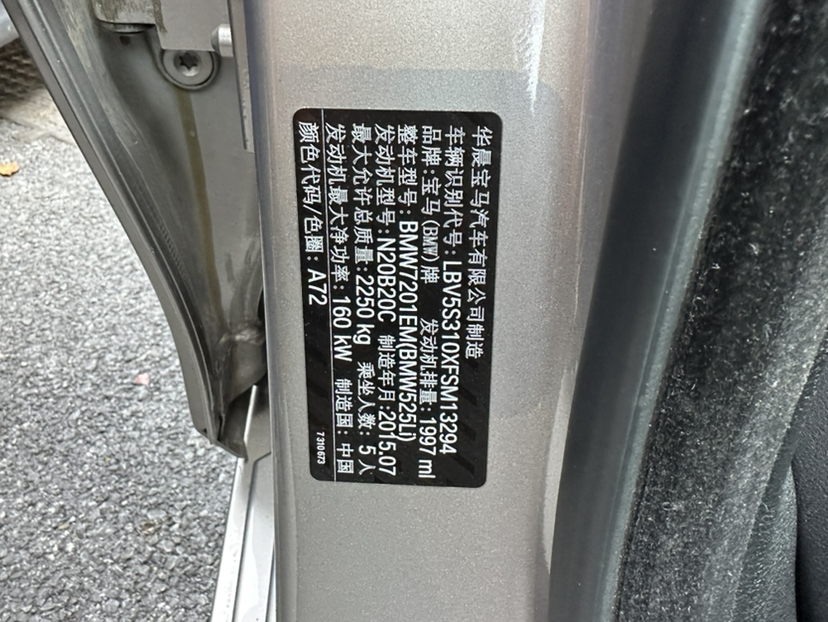 华晨宝马汽车有限公司制造
车辆识别代号:LBV5S310XFSM13294
品牌:宝马(BMW)牌 发动机排量:1997 ml
整车型号:BMW7201EM(BMW525Li)
发动机型号:N20B20C 制造年月:2015.07
最大允许总质量:2250 kg 乘坐人数:5人
发动机最大净功率:160 kW 制造国:中国
颜色代码/色圈:A72
7 310 673